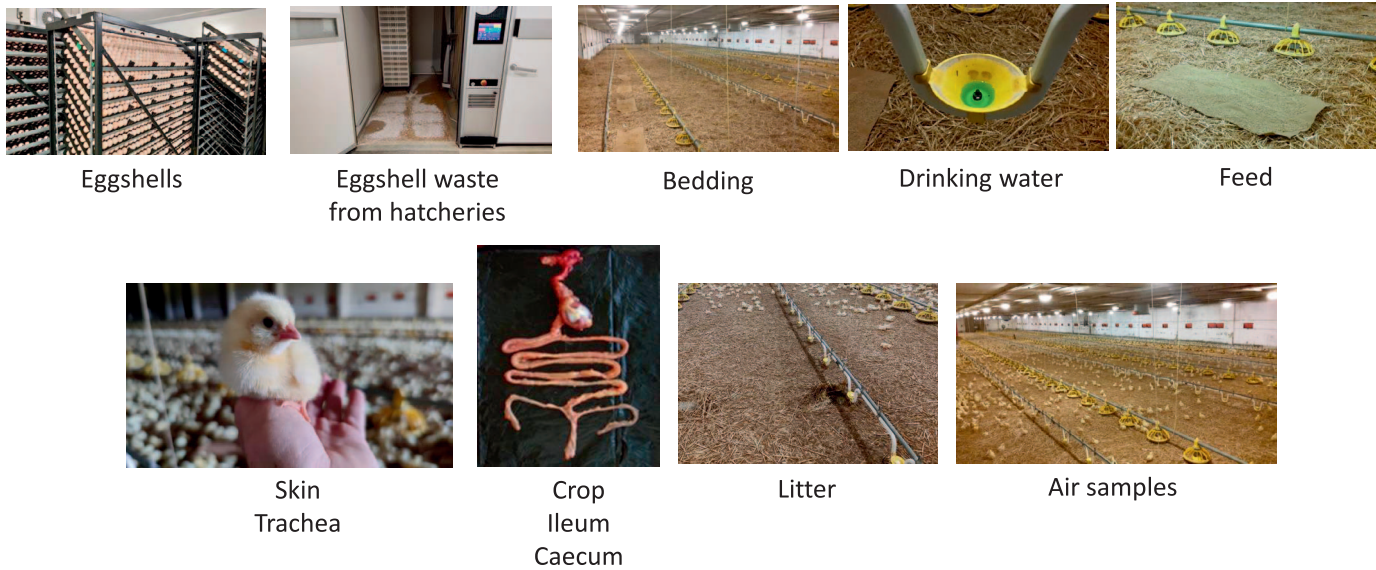 Eggshells
Eggshell waste
from hatcheries
Bedding
Drinking water
Feed
Skin
Trachea
Crop
Ileum
Caecum
Litter
Air samples